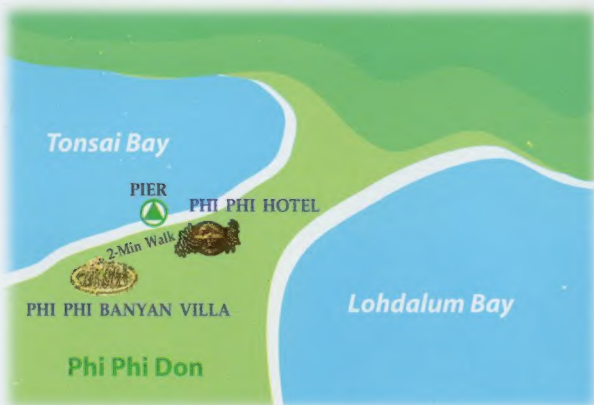 Tonsai Bay
PIER
PHI PHI HOTEL
2-Min Walk
PHI PHI BANYAN VILLA
Lohdalum Bay
Phi Phi Don